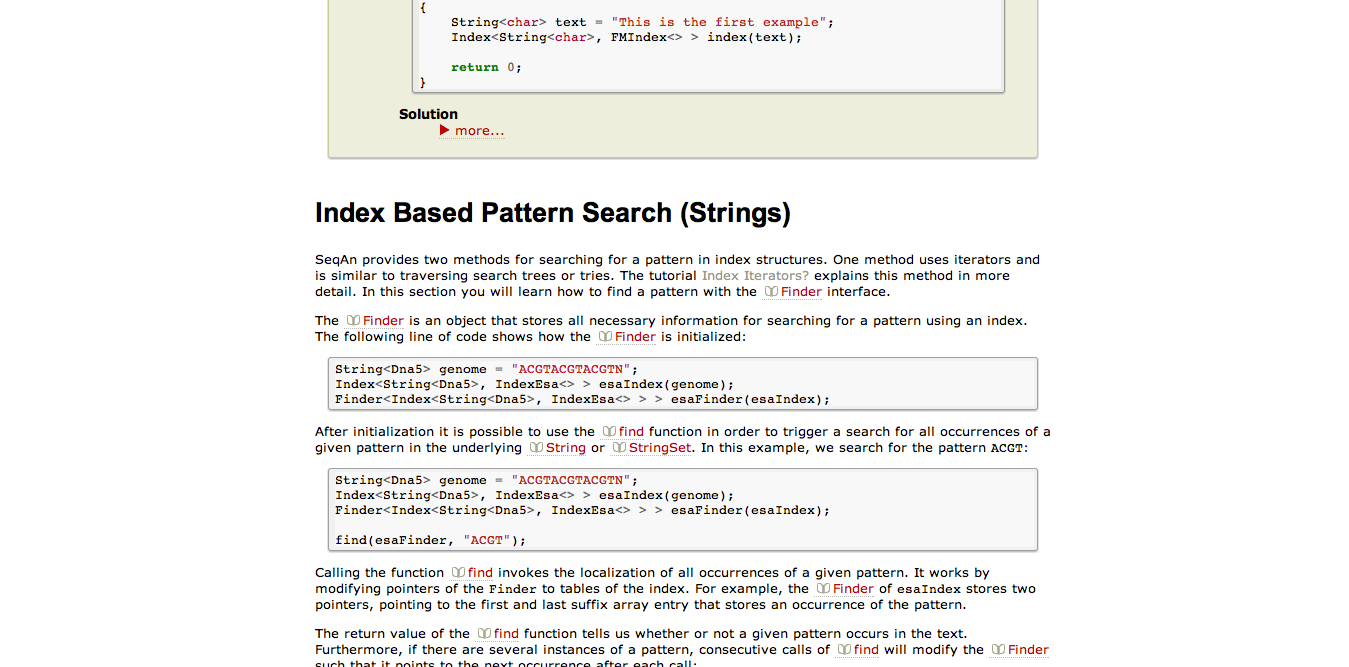 {
    String<char> text = "This is the first example";
    Index<String<char>, FMIndex<> > index(text);
    return 0;
}
Solution
more...
Index Based Pattern Search (Strings)
SeqAn provides two methods for searching for a pattern in index structures. One method uses iterators and
is similar to traversing search trees or tries. The tutorial Index Iterators? explains this method in more
detail. In this section you will learn how to find a pattern with the Finder interface.
The Finder is an object that stores all necessary information for searching for a pattern using an index.
The following line of code shows how the Finder is initialized:
String<Dna5> genome = "ACGTACGTACGTN";
Index<String<Dna5>, IndexEsa<> > esaIndex(genome);
Finder<Index<String<Dna5>, IndexEsa<> > > esaFinder(esaIndex);
After initialization it is possible to use the find function in order to trigger a search for all occurrences of a
given pattern in the underlying String or StringSet. In this example, we search for the pattern ACGT:
String<Dna5> genome = "ACGTACGTACGTN";
Index<String<Dna5>, IndexEsa<> > esaIndex(genome);
Finder<Index<String<Dna5>, IndexEsa<> > > esaFinder(esaIndex);
find(esaFinder, "ACGT");
Calling the function find invokes the localization of all occurrences of a given pattern. It works by
modifying pointers of the Finder to tables of the index. For example, the Finder of esaIndex stores two
pointers, pointing to the first and last suffix array entry that stores an occurrence of the pattern.
The return value of the find function tells us whether or not a given pattern occurs in the text.
Furthermore, if there are several instances of a pattern, consecutive calls of find will modify the Finder
such that it points to the next occurrence after each call: